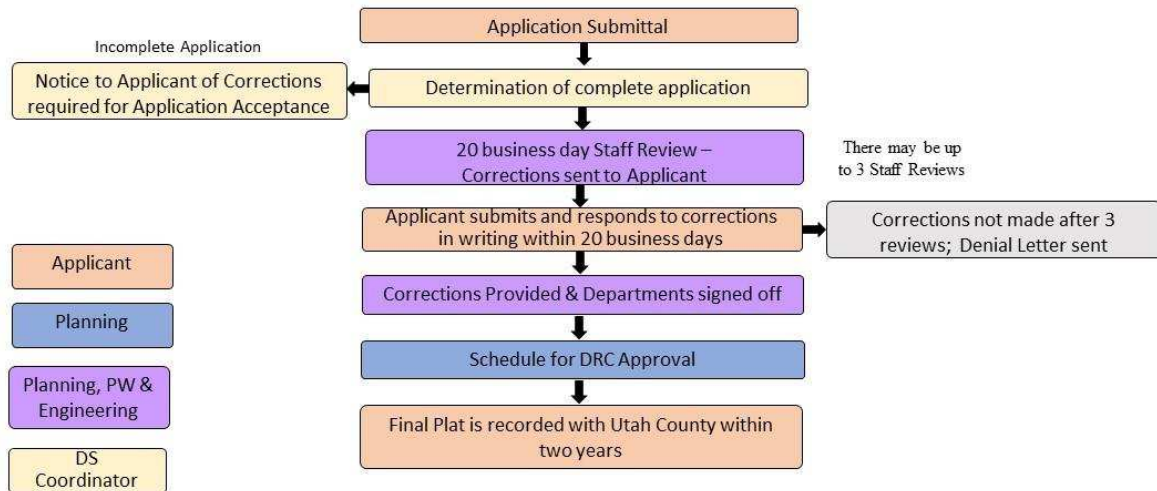 Application Submittal
Incomplete Application
Notice to Applicant of Corrections
required for Application Acceptance
Determination of complete application
20 business day Staff Review –
Corrections sent to Applicant
There may be up
to 3 Staff Reviews
Applicant submits and responds to corrections
in writing within 20 business days
Corrections not made after 3
reviews; Denial Letter sent
Corrections Provided & Departments signed off
Schedule for DRC Approval
Final Plat is recorded with Utah County within
two years
Applicant
Planning
Planning, PW &
Engineering
DS
Coordinator